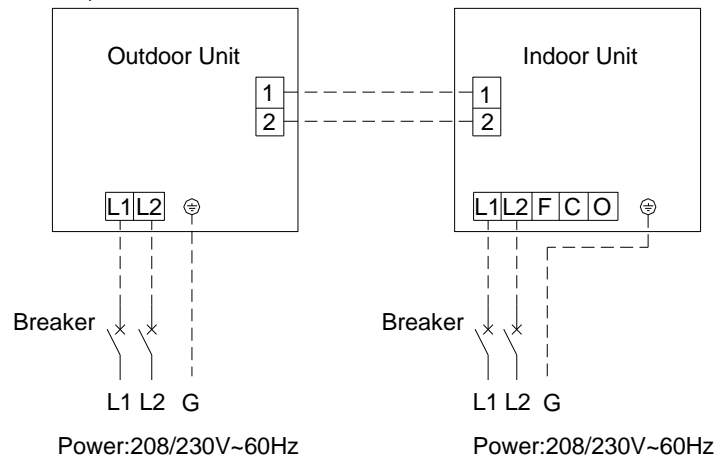 Outdoor Unit Indoor Unit
1 1
2 2
L1 L2 L1 L2 F C O
Breaker Breaker
L1 L2 G L1 L2 G
Power:208/230V~60Hz Power:208/230V~60Hz